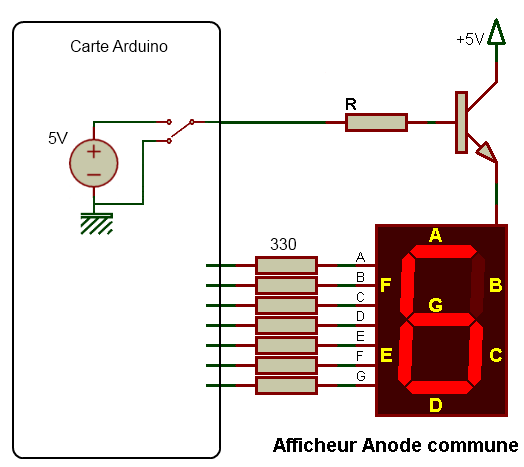 Carte Arduino
+5V
R
5V
330
A
B
C
D
E
F
G
A
F
B
G
E
C
D
Afficheur Anode commune